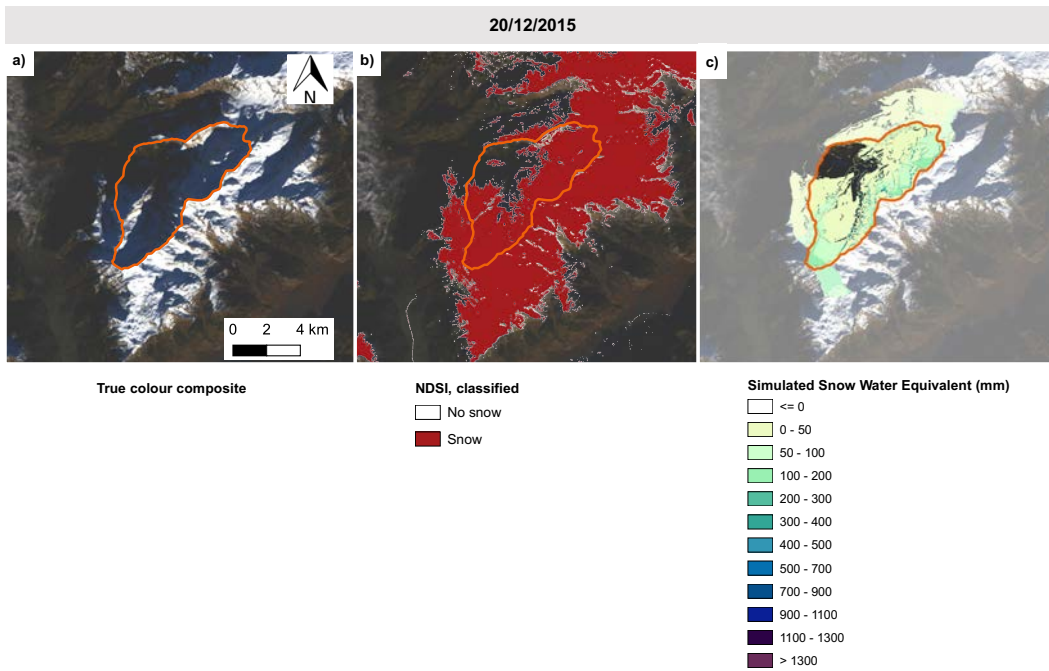 20/12/2015
a)
b)
c)
N
0 2 4 km
True colour composite
NDSI, classified
No snow
Snow
Simulated Snow Water Equivalent (mm)
<= 0
0 - 50
50 - 100
100 - 200
200 - 300
300 - 400
400 - 500
500 - 700
700 - 900
900 - 1100
1100 - 1300
> 1300